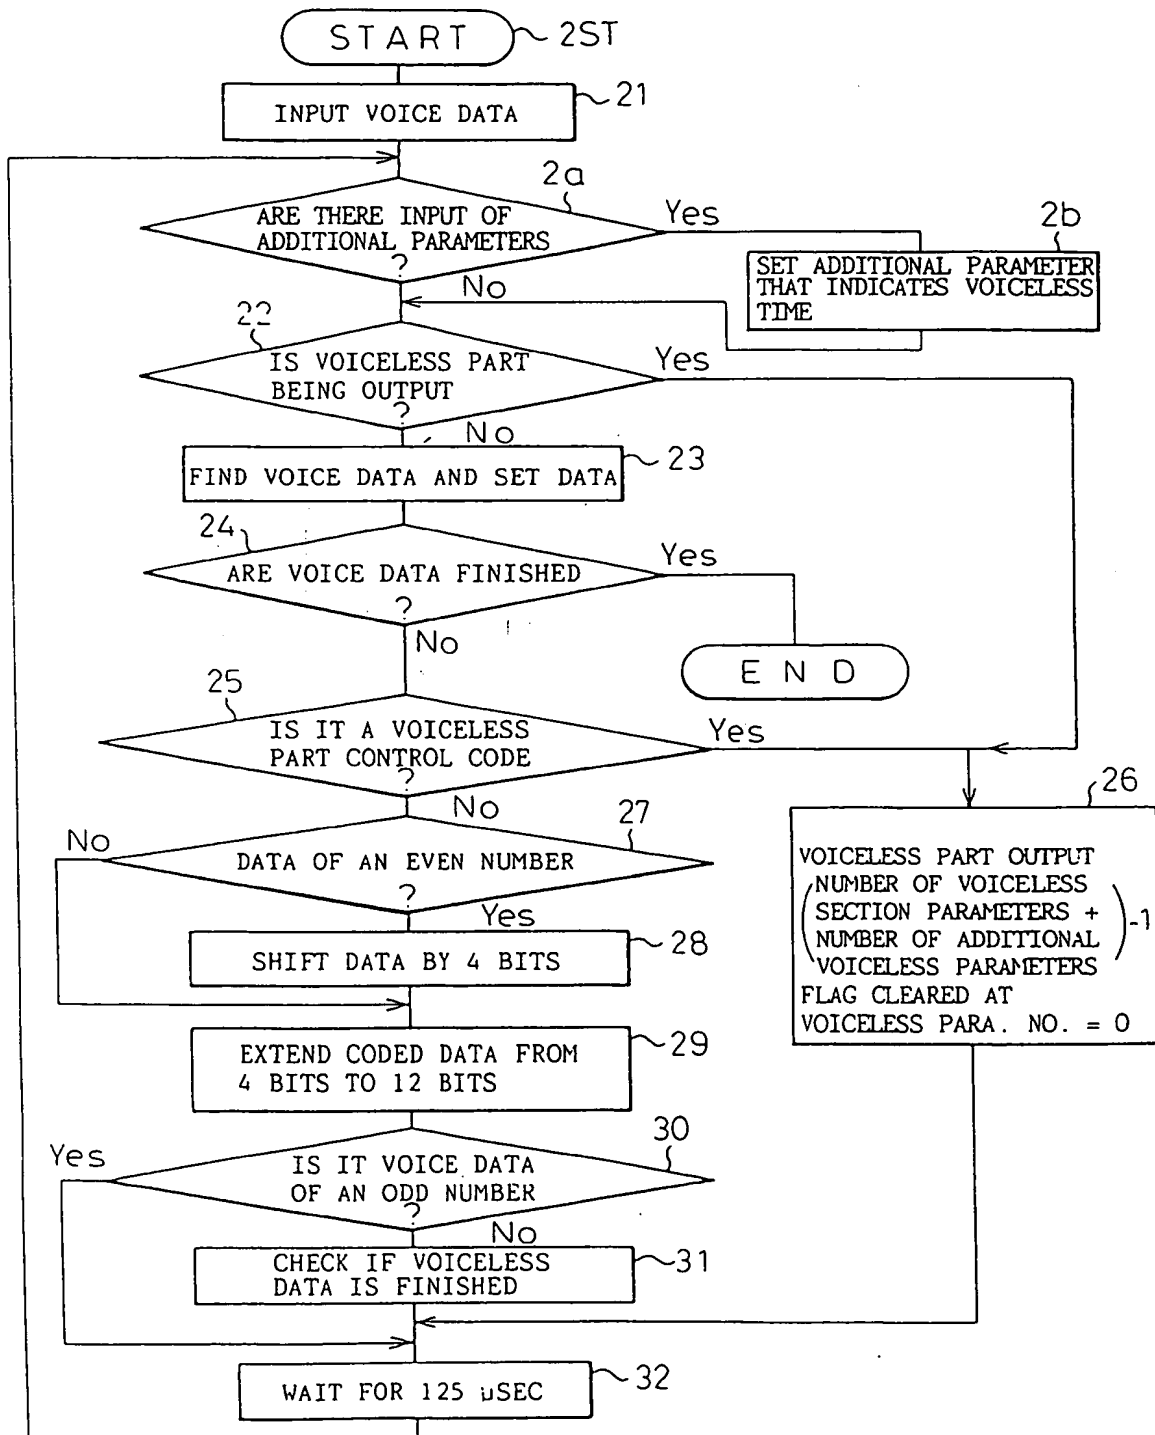 START
2ST
INPUT VOICE DATA
21
ARE THERE INPUT OF
ADDITIONAL PARAMETERS
?
2a
Yes
No
2b
SET ADDITIONAL PARAMETER
THAT INDICATES VOICELESS
TIME
22
IS VOICELESS PART
BEING OUTPUT
?
Yes
No
FIND VOICE DATA AND SET DATA
23
24
ARE VOICE DATA FINISHED
?
Yes
No
END
25
IS IT A VOICELESS
PART CONTROL CODE
?
Yes
No
26
VOICELESS PART OUTPUT
(NUMBER OF VOICELESS
SECTION PARAMETERS +
NUMBER OF ADDITIONAL
VOICELESS PARAMETERS)-1
FLAG CLEARED AT
VOICELESS PARA. NO. = 0
27
DATA OF AN EVEN NUMBER
?
No
Yes
SHIFT DATA BY 4 BITS
28
EXTEND CODED DATA FROM
4 BITS TO 12 BITS
29
30
IS IT VOICE DATA
OF AN ODD NUMBER
?
Yes
No
CHECK IF VOICELESS
DATA IS FINISHED
31
WAIT FOR 125 µSEC
32